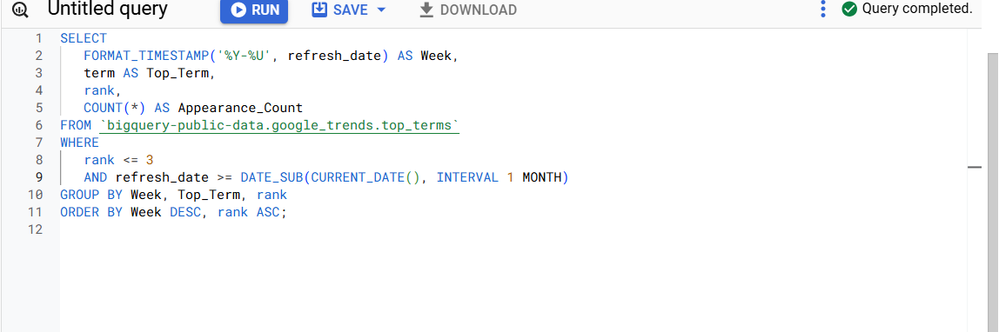 Untitled query RUN SAVE DOWNLOAD Query completed.
1 SELECT
2 FORMAT_TIMESTAMP('%Y-%U', refresh_date) AS Week,
3 term AS Top_Term,
4 rank,
5 COUNT(*) AS Appearance_Count
6 FROM `bigquery-public-data.google_trends.top_terms`
7 WHERE
8 rank <= 3
9 AND refresh_date >= DATE_SUB(CURRENT_DATE(), INTERVAL 1 MONTH)
10 GROUP BY Week, Top_Term, rank
11 ORDER BY Week DESC, rank ASC;
12